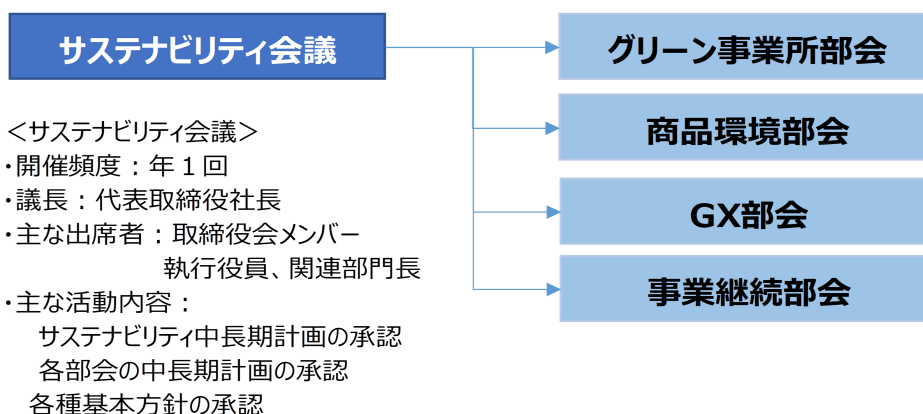 サステナビリティ会議
グリーン事業所部会
商品環境部会
GX部会
事業継続部会
＜サステナビリティ会議＞
・開催頻度：年１回
・議長：代表取締役社長
・主な出席者：取締役会メンバー
執行役員、関連部門長
・主な活動内容：
サステナビリティ中長期計画の承認
各部会の中長期計画の承認
各種基本方針の承認